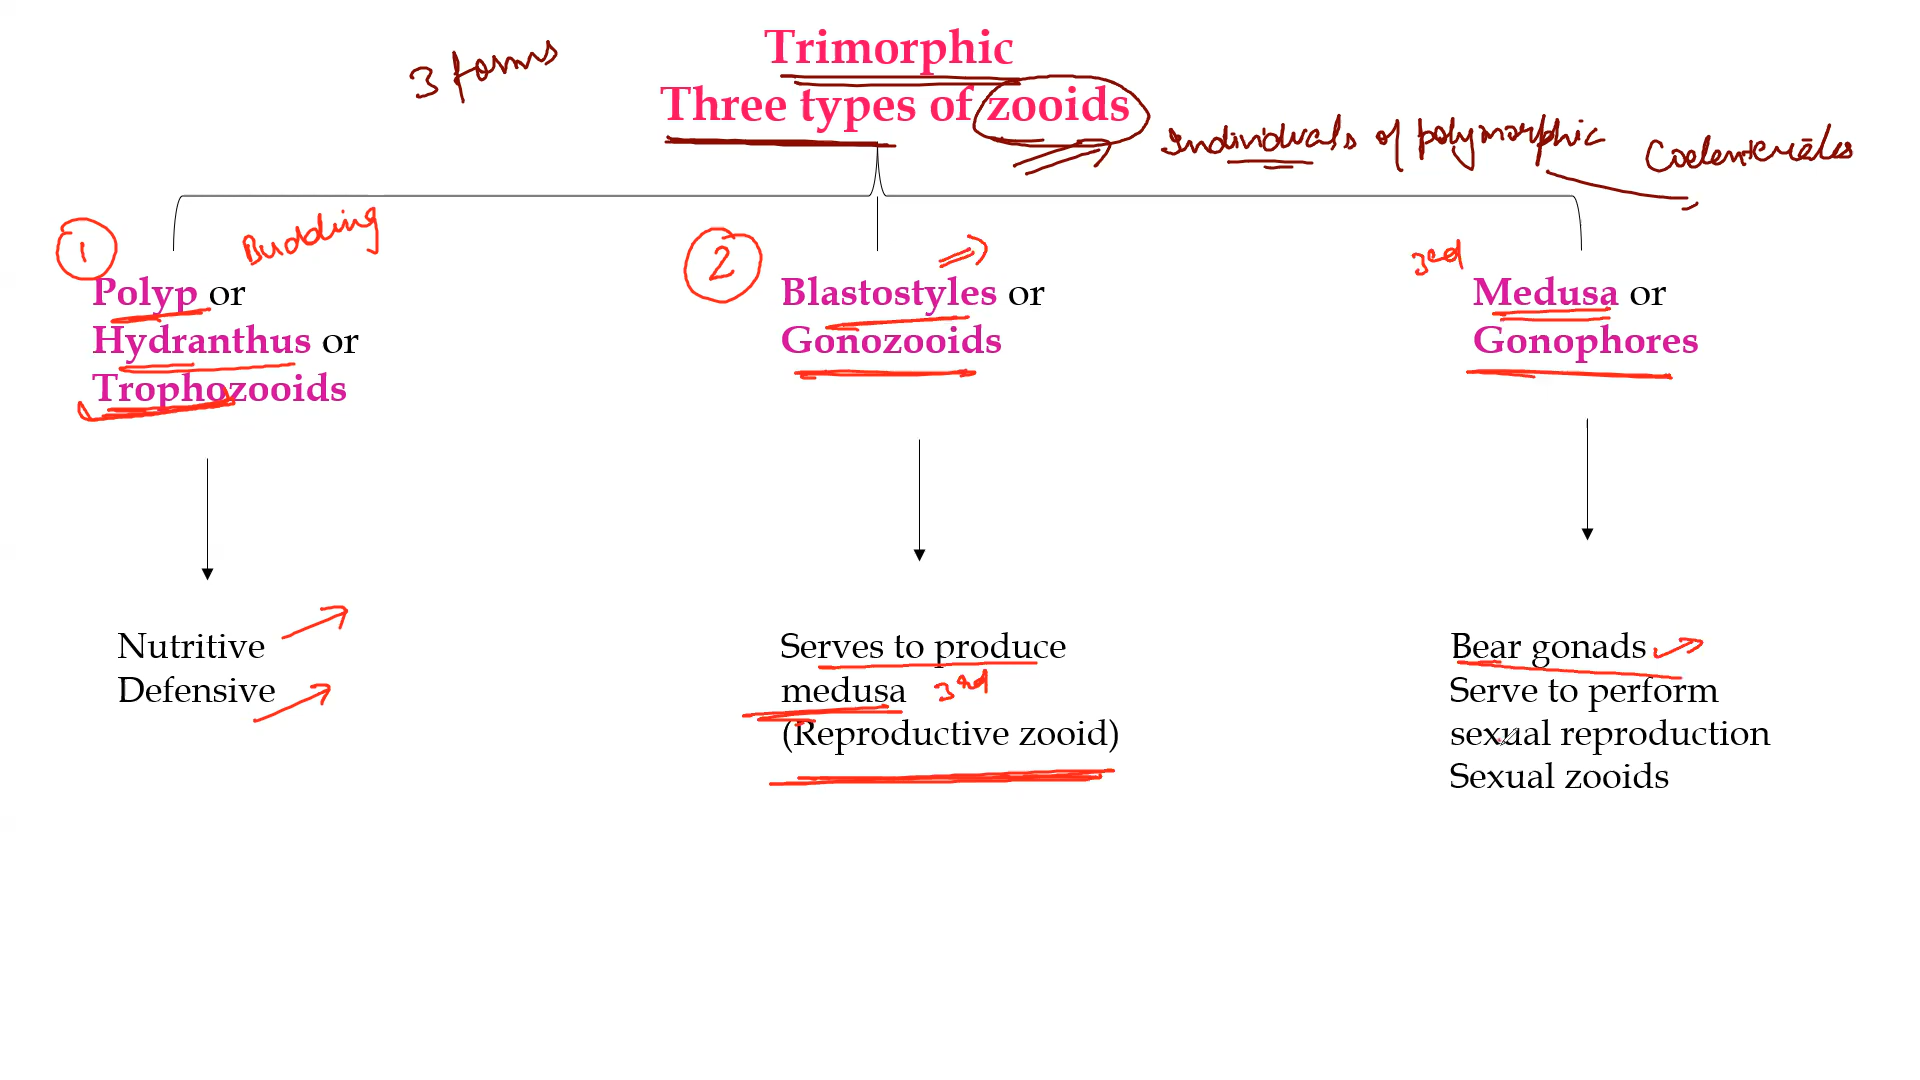 Trimorphic
3 forms
Three types of zooids
Individuals of polymorphic Coelenterates
1
Budding
Polyp or
Hydranthus or
Trophozooids
2
Blastostyles or
Gonozooids
3rd
Medusa or
Gonophores
Nutritive
Defensive
Serves to produce
medusa 3rd
(Reproductive zooid)
Bear gonads
Serve to perform
sexual reproduction
Sexual zooids